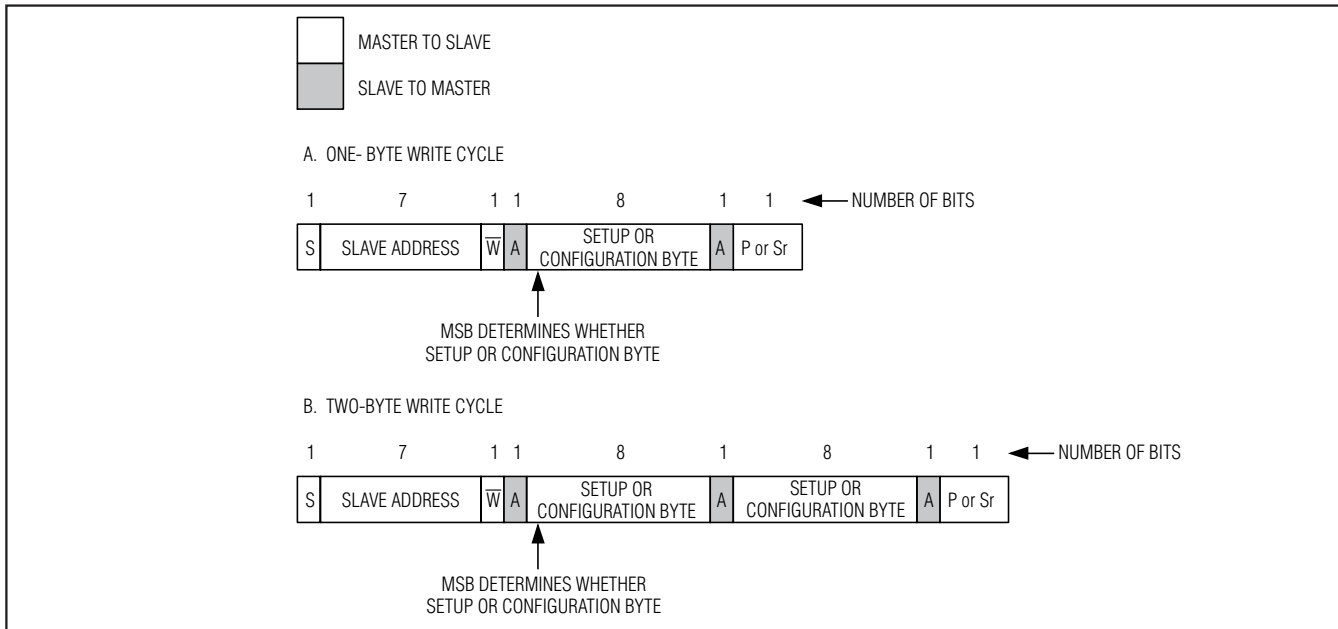 MASTER TO SLAVE
SLAVE TO MASTER
A. ONE- BYTE WRITE CYCLE
1 7 1 1 8 1 1 NUMBER OF BITS
S SLAVE ADDRESS W̅ A SETUP OR CONFIGURATION BYTE A P or Sr
MSB DETERMINES WHETHER
SETUP OR CONFIGURATION BYTE
B. TWO-BYTE WRITE CYCLE
1 7 1 1 8 1 8 1 1 NUMBER OF BITS
S SLAVE ADDRESS W̅ A SETUP OR CONFIGURATION BYTE A SETUP OR CONFIGURATION BYTE A P or Sr
MSB DETERMINES WHETHER
SETUP OR CONFIGURATION BYTE